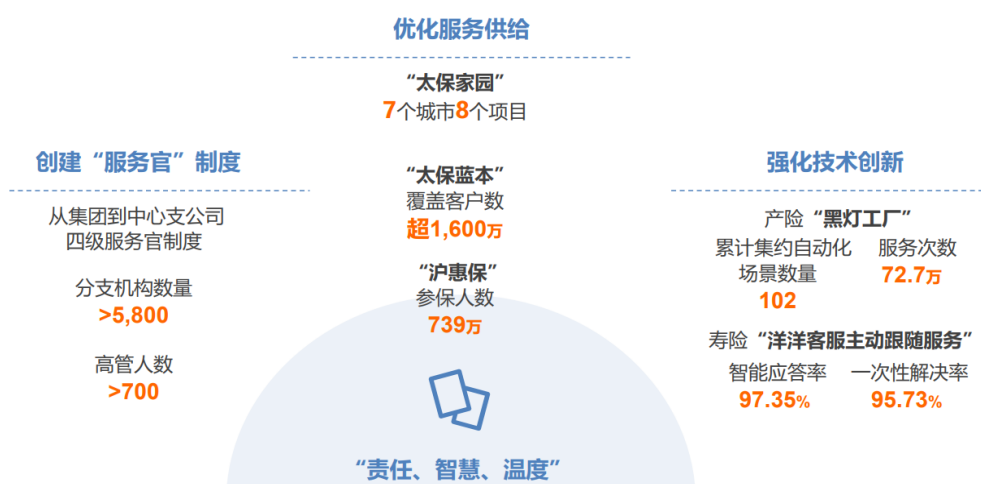 优化服务供给
“太保家园”
7个城市8个项目
“太保蓝本”
覆盖客户数
超1,600万
“沪惠保”
参保人数
739万
创建“服务官”制度
从集团到中心支公司
四级服务官制度
分支机构数量
>5,800
高管人数
>700
强化技术创新
产险“黑灯工厂”
累计集约自动化
场景数量
102
服务次数
72.7万
寿险“洋洋客服主动跟随服务”
智能应答率
97.35%
一次性解决率
95.73%
“责任、智慧、温度”